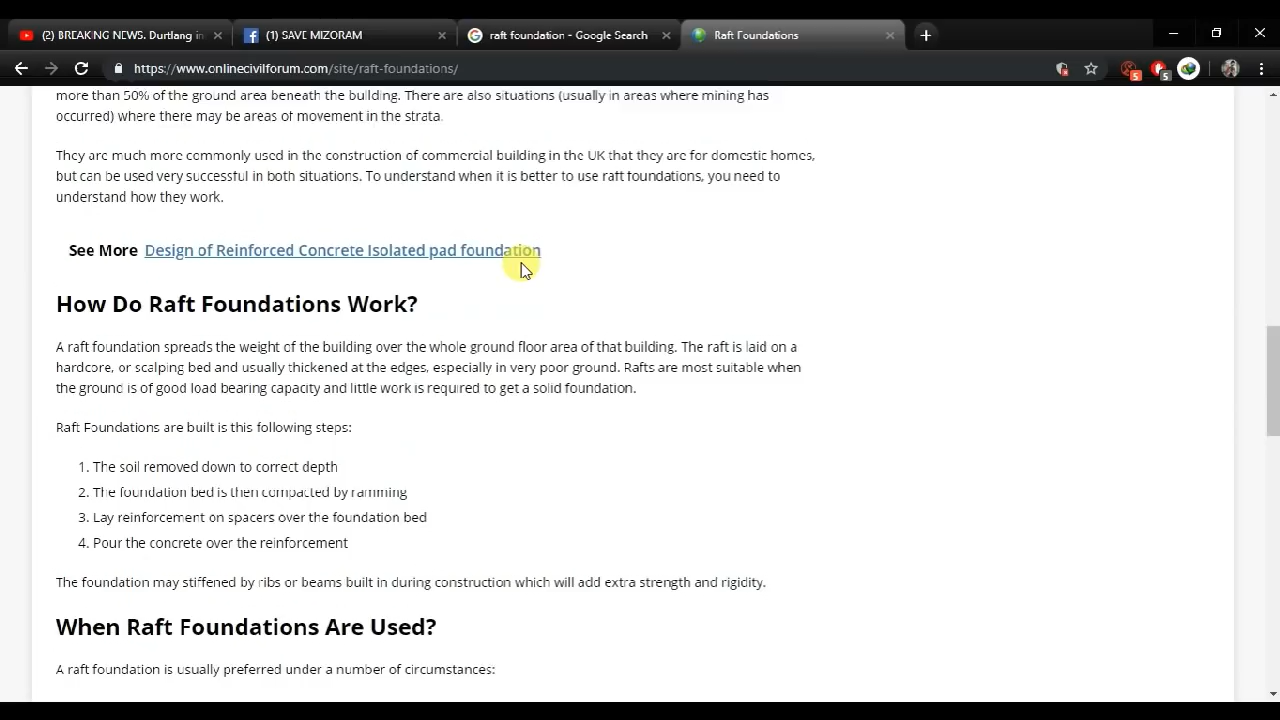 (2) BREAKING NEWS. Durtlang in
(1) SAVE MIZORAM
raft foundation - Google Search
Raft Foundations
https://www.onlinecivilforum.com/site/raft-foundations/
5
5
more than 50% of the ground area beneath the building. There are also situations (usually in areas where mining has
occurred) where there may be areas of movement in the strata.
They are much more commonly used in the construction of commercial building in the UK that they are for domestic homes,
but can be used very successful in both situations. To understand when it is better to use raft foundations, you need to
understand how they work.
See More Design of Reinforced Concrete Isolated pad foundation
How Do Raft Foundations Work?
A raft foundation spreads the weight of the building over the whole ground floor area of that building. The raft is laid on a
hardcore, or scalping bed and usually thickened at the edges, especially in very poor ground. Rafts are most suitable when
the ground is of good load bearing capacity and little work is required to get a solid foundation.
Raft Foundations are built is this following steps:
1. The soil removed down to correct depth
2. The foundation bed is then compacted by ramming
3. Lay reinforcement on spacers over the foundation bed
4. Pour the concrete over the reinforcement
The foundation may stiffened by ribs or beams built in during construction which will add extra strength and rigidity.
When Raft Foundations Are Used?
A raft foundation is usually preferred under a number of circumstances: